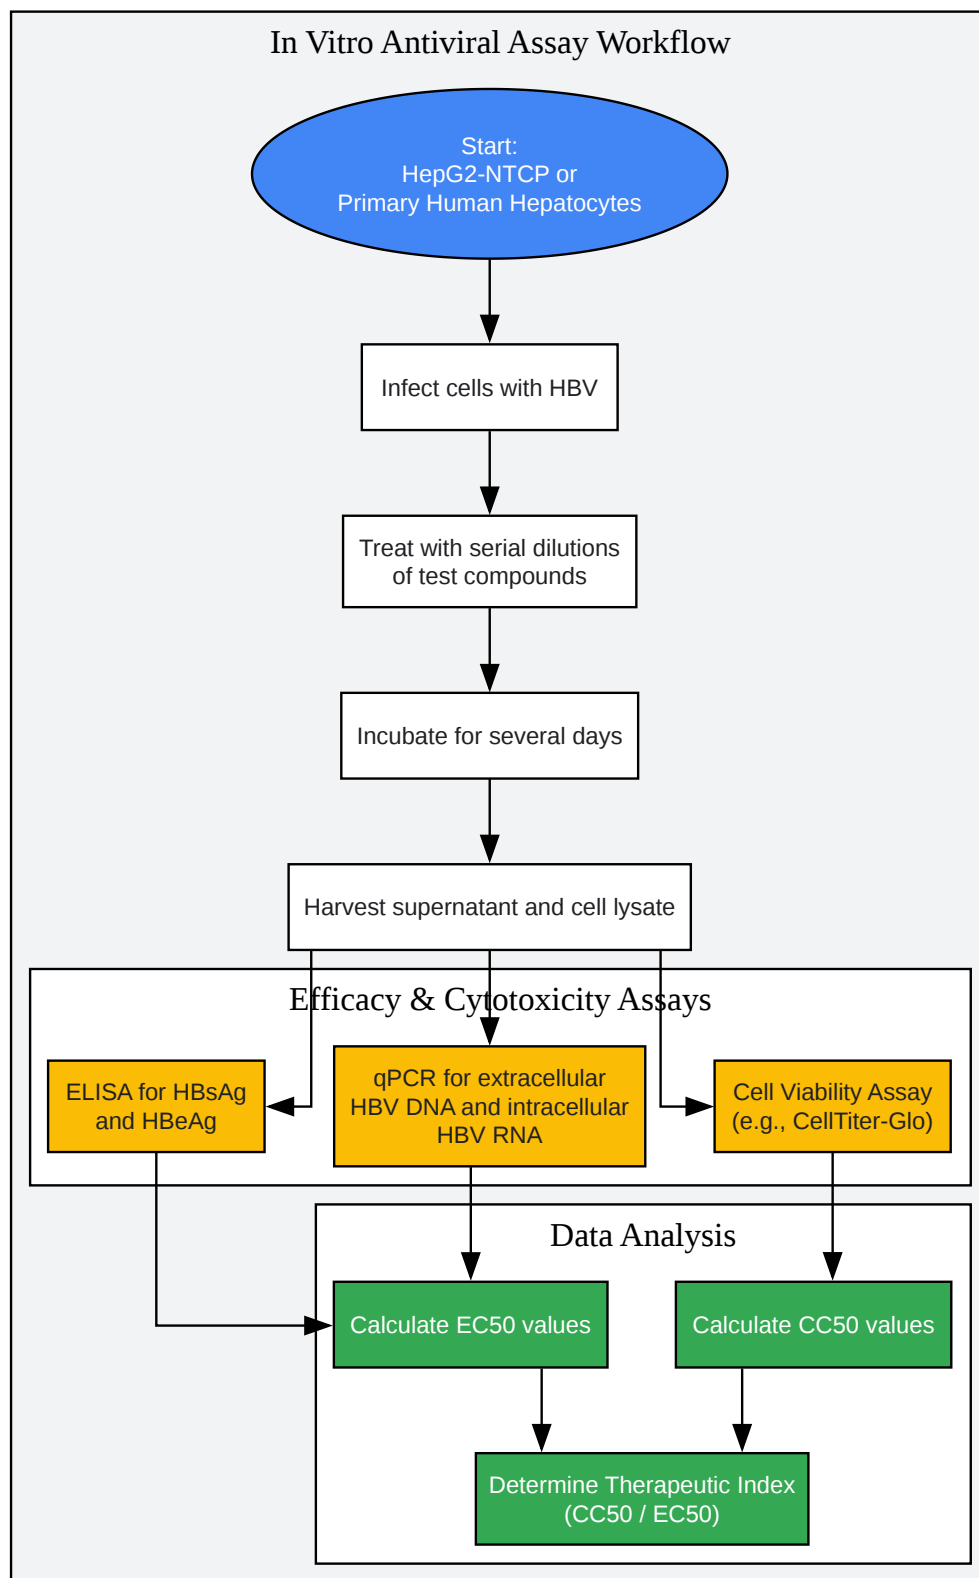 In Vitro Antiviral Assay Workflow
Start:
HepG2-NTCP or
Primary Human Hepatocytes
Infect cells with HBV
Treat with serial dilutions
of test compounds
Incubate for several days
Harvest supernatant and cell lysate
Efficacy & Cytotoxicity Assays
ELISA for HBsAg
and HBeAg
qPCR for extracellular
HBV DNA and intracellular
HBV RNA
Cell Viability Assay
(e.g., CellTiter-Glo)
Data Analysis
Calculate EC50 values
Calculate CC50 values
Determine Therapeutic Index
(CC50 / EC50)